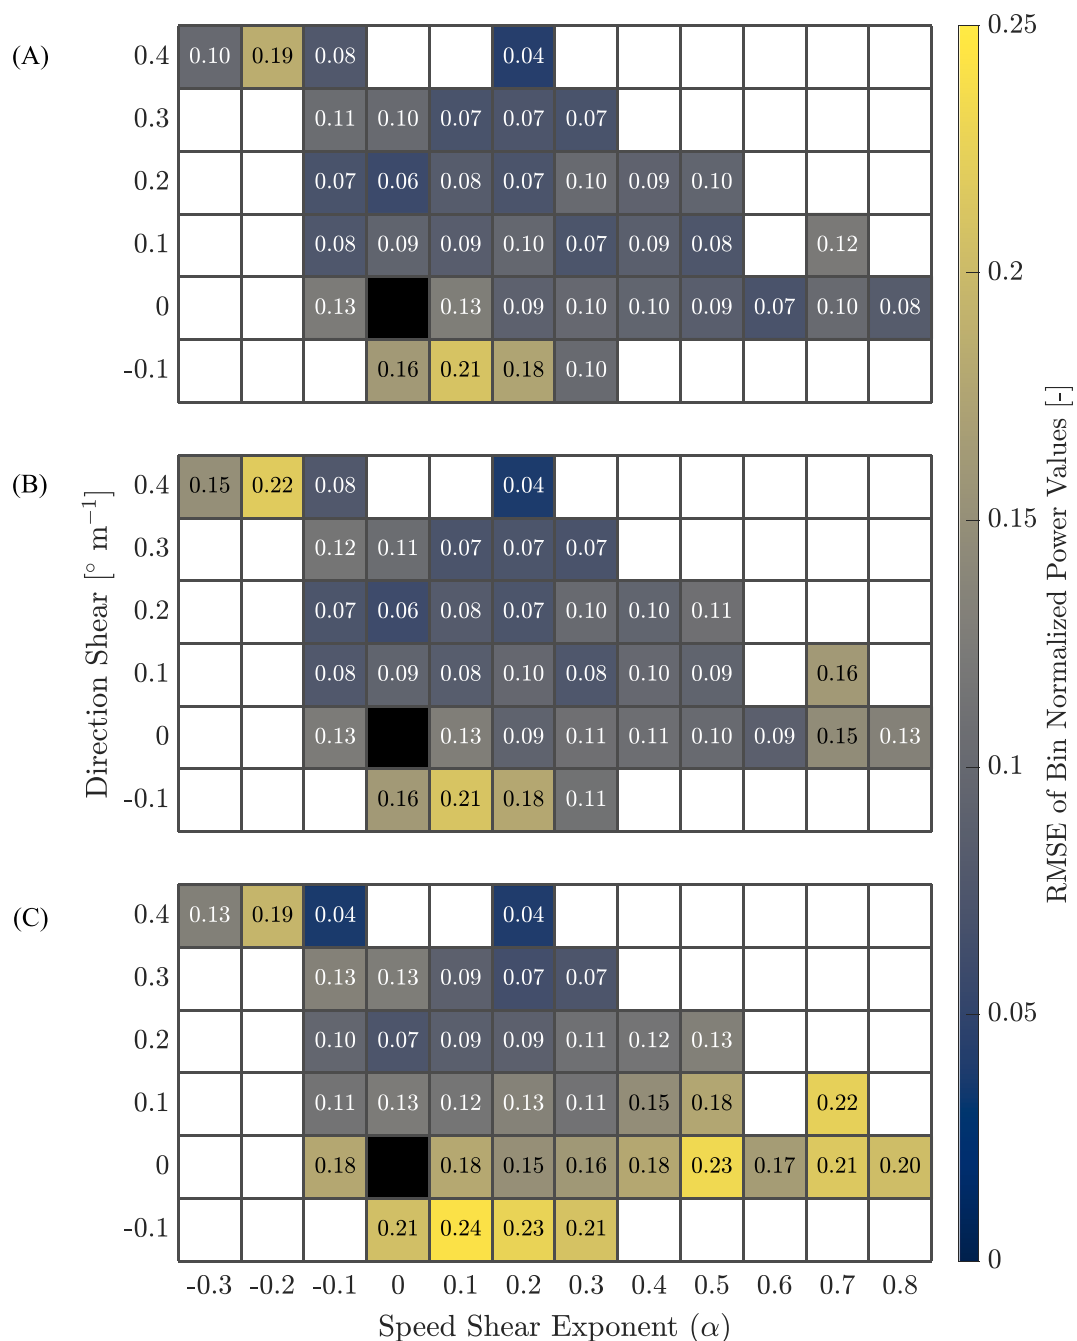 (A)
0.4 0.10 0.19 0.08 0.04
0.3 0.11 0.10 0.07 0.07 0.07
0.2 0.07 0.06 0.08 0.07 0.10 0.09 0.10
0.1 0.08 0.09 0.09 0.10 0.07 0.09 0.08 0.12
0 0.13 0.13 0.09 0.10 0.10 0.09 0.07 0.10 0.08
-0.1 0.16 0.21 0.18 0.10
(B)
0.4 0.15 0.22 0.08 0.04
0.3 0.12 0.11 0.07 0.07 0.07
0.2 0.07 0.06 0.08 0.07 0.10 0.10 0.11
0.1 0.08 0.09 0.08 0.10 0.08 0.10 0.09 0.16
0 0.13 0.13 0.09 0.11 0.11 0.10 0.09 0.15 0.13
-0.1 0.16 0.21 0.18 0.11
(C)
0.4 0.13 0.19 0.04 0.04
0.3 0.13 0.13 0.09 0.07 0.07
0.2 0.10 0.07 0.09 0.09 0.11 0.12 0.13
0.1 0.11 0.13 0.12 0.13 0.11 0.15 0.18 0.22
0 0.18 0.18 0.15 0.16 0.18 0.23 0.17 0.21 0.20
-0.1 0.21 0.24 0.23 0.21
-0.3 -0.2 -0.1 0 0.1 0.2 0.3 0.4 0.5 0.6 0.7 0.8
Speed Shear Exponent (α)
Direction Shear [° m⁻¹]
0.25
0.2
0.15
0.1
0.05
0
RMSE of Bin Normalized Power Values [-]